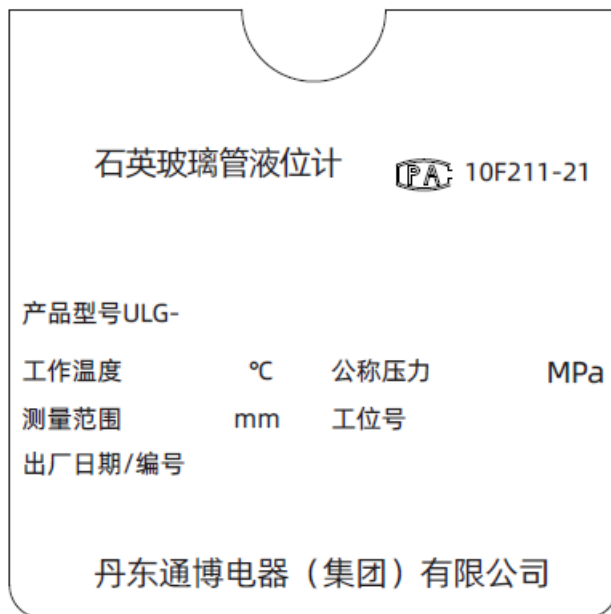 石英玻璃管液位计 CPA 10F211-21
产品型号ULG-
工作温度 ℃ 公称压力 MPa
测量范围 mm 工位号
出厂日期/编号
丹东通博电器（集团）有限公司